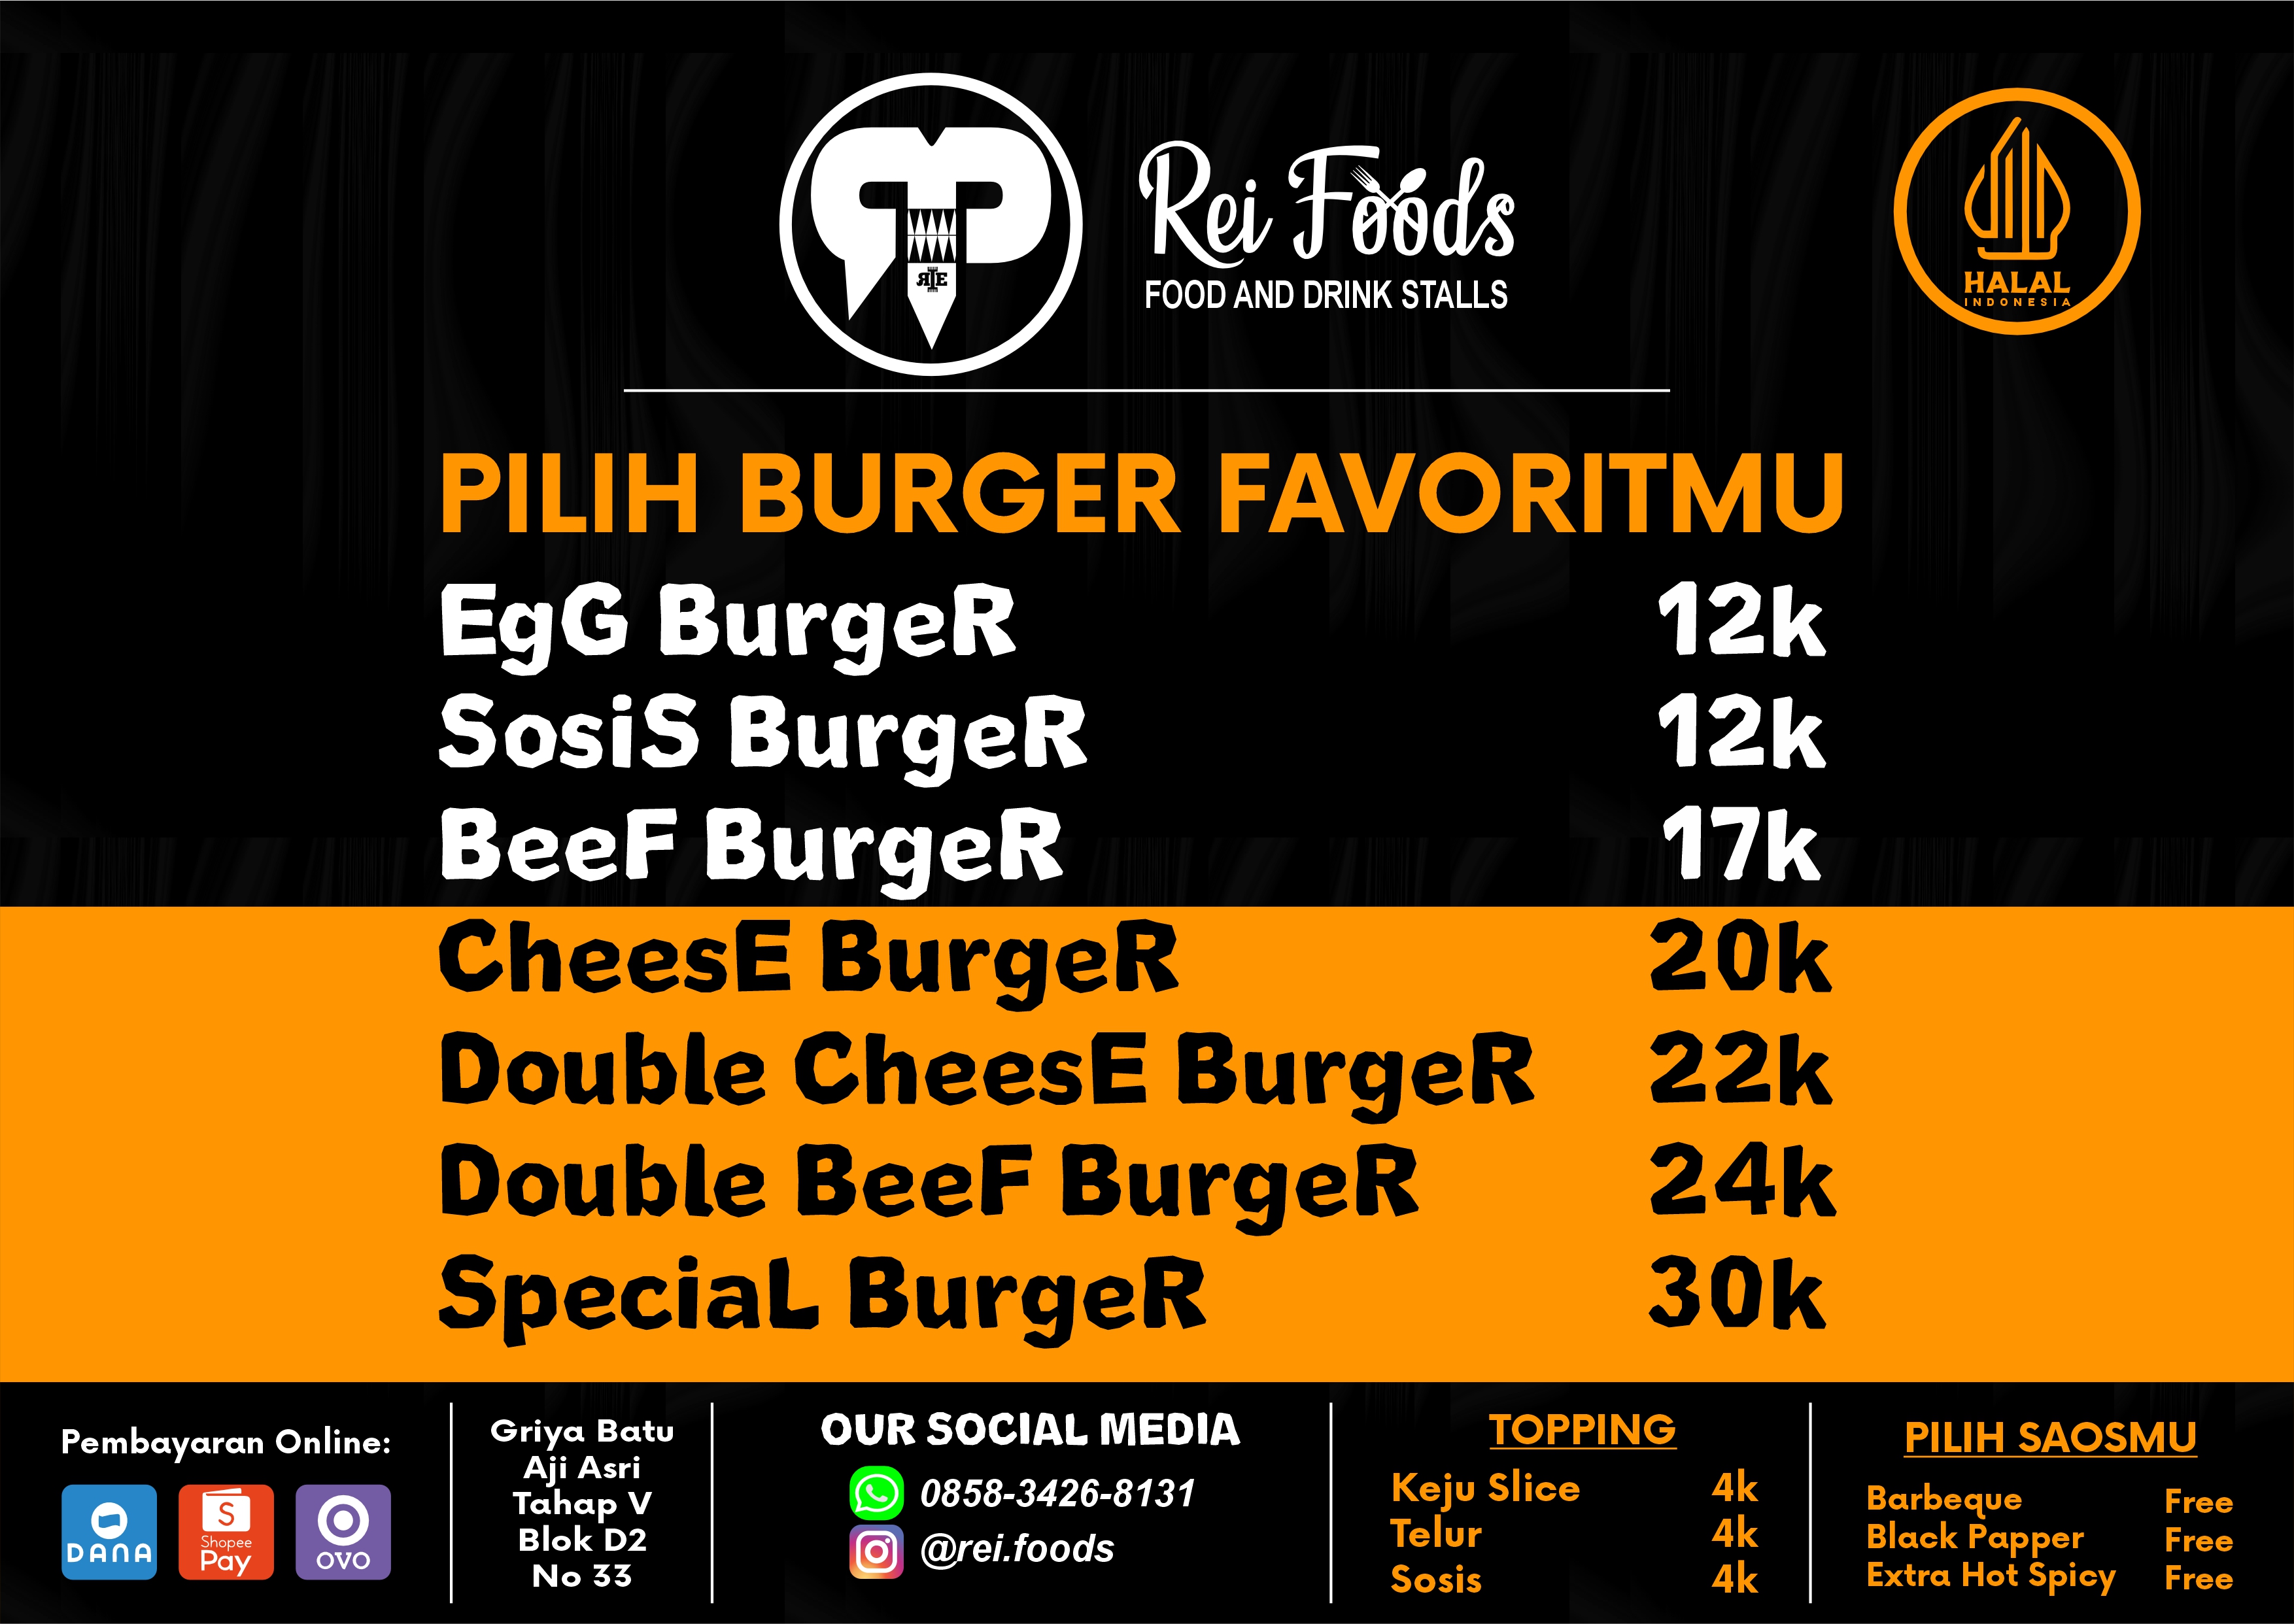 Rei Foods
FOOD AND DRINK STALLS
HALAL
INDONESIA
PILIH BURGER FAVORITMU
EgG BurgeR 12k
SosiS BurgeR 12k
BeeF BurgeR 17k
CheesE BurgeR 20k
Double CheesE BurgeR 22k
Double BeeF BurgeR 24k
SpeciaL BurgeR 30k
Pembayaran Online:
DANA
S
Shopee
Pay
OVO
Griya Batu
Aji Asri
Tahap V
Blok D2
No 33
OUR SOCIAL MEDIA
0858-3426-8131
@rei.foods
TOPPING
Keju Slice 4k
Telur 4k
Sosis 4k
PILIH SAOSMU
Barbeque Free
Black Papper Free
Extra Hot Spicy Free